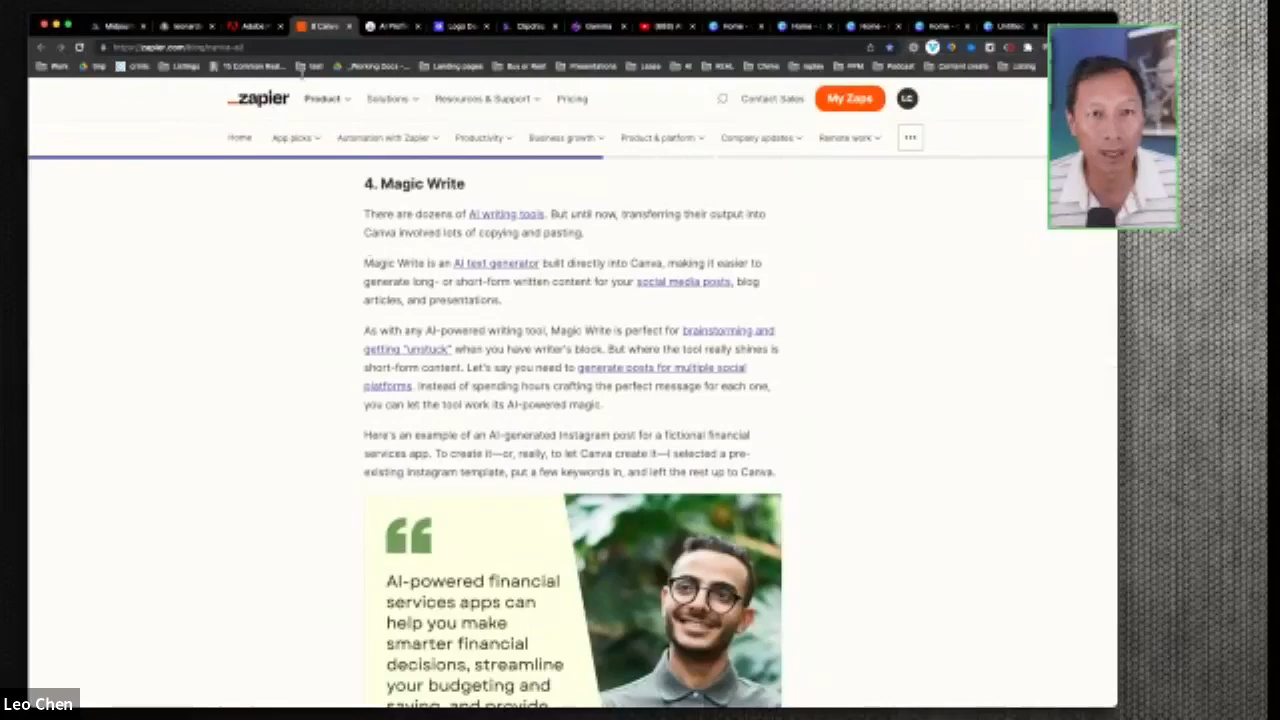 Adobe
Gamma
Home -
Home -
Home -
Home -
zapier
Product
Solutions
Resources & Support
Pricing
Contact Sales
My Zaps
LC
Home
App picks
Automation with Zapier
Productivity
Business growth
Product & platform
Company updates
Remote work
4. Magic Write
There are dozens of AI writing tools. But until now, transferring their output into
Canva involved lots of copying and pasting.
Magic Write is an AI text generator built directly into Canva, making it easier to
generate long- or short-form written content for your social media posts, blog
articles, and presentations.
As with any AI-powered writing tool, Magic Write is perfect for brainstorming and
getting "unstuck" when you have writer's block. But where the tool really shines is
short-form content. Let's say you need to generate posts for multiple social
platforms. Instead of spending hours crafting the perfect message for each one,
you can let the tool work its AI-powered magic.
Here's an example of an AI-generated Instagram post for a fictional financial
services app. To create it—or, really, to let Canva create it—I selected a pre-
existing Instagram template, put a few keywords in, and left the rest up to Canva.
AI-powered financial
services apps can
help you make
smarter financial
decisions, streamline
your budgeting and
saving, and provide
Leo Chen